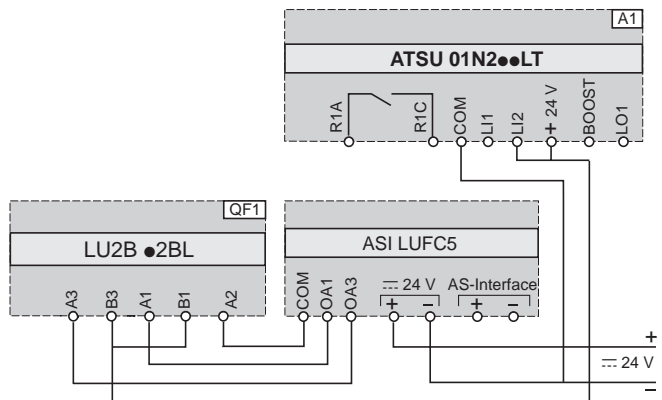 A1
ATSU 01N2●●LT
R1A
R1C
COM
LI1
LI2
+ 24 V
BOOST
LO1
QF1
LU2B ●2BL
A3
B3
A1
B1
A2
ASI LUFC5
COM
OA1
OA3
⎓ 24 V
+
–
AS-Interface
+
–
+
⎓ 24 V
–